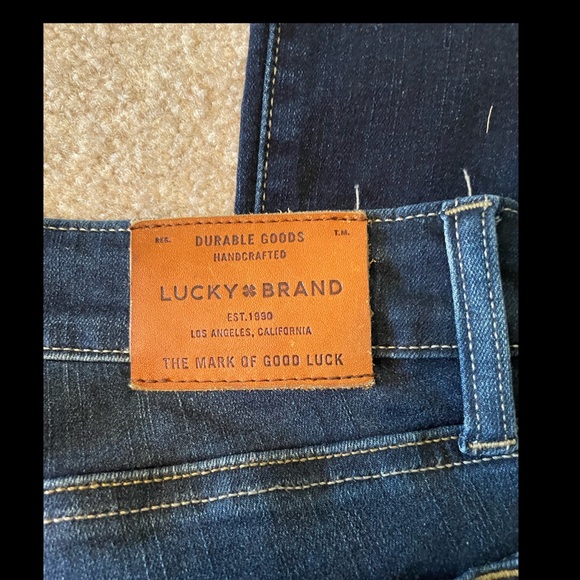 REG. DURABLE GOODS T.M.
HANDCRAFTED
LUCKY BRAND
EST.1990
LOS ANGELES, CALIFORNIA
THE MARK OF GOOD LUCK